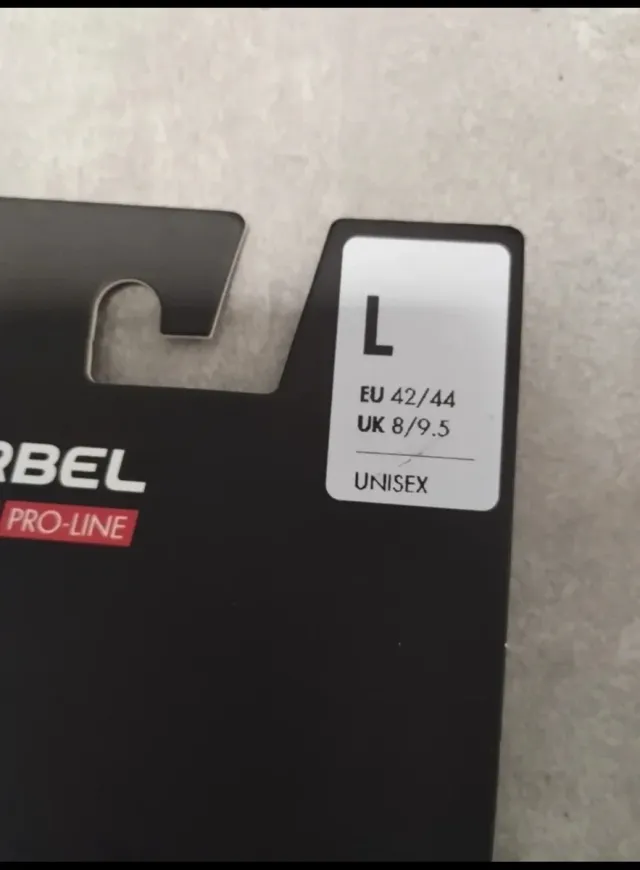 L
EU 42/44
UK 8/9.5
UNISEX
RBEL
PRO-LINE